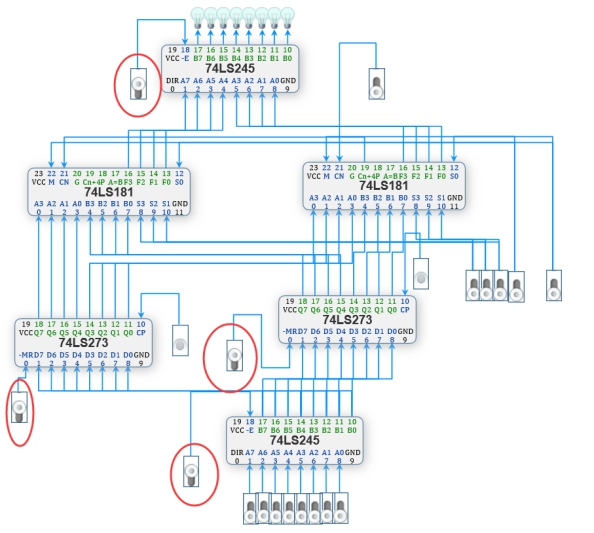 19 18 17 16 15 14 13 12 11 10
VCC -E B7 B6 B5 B4 B3 B2 B1 B0
74LS245
DIR A7 A6 A5 A4 A3 A2 A1 A0 GND
0 1 2 3 4 5 6 7 8 9
23 22 21 20 19 18 17 16 15 14 13 12
VCC M CN G Cn+4 P A=B F3 F2 F1 F0 S0
74LS181
A3 A2 A1 A0 B3 B2 B1 B0 S3 S2 S1 GND
0 1 2 3 4 5 6 7 8 9 10 11
23 22 21 20 19 18 17 16 15 14 13 12
VCC M CN G Cn+4 P A=B F3 F2 F1 F0 S0
74LS181
A3 A2 A1 A0 B3 B2 B1 B0 S3 S2 S1 GND
0 1 2 3 4 5 6 7 8 9 10 11
19 18 17 16 15 14 13 12 11 10
VCC Q7 Q6 Q5 Q4 Q3 Q2 Q1 Q0 CP
74LS273
-MR D7 D6 D5 D4 D3 D2 D1 D0 GND
0 1 2 3 4 5 6 7 8 9
19 18 17 16 15 14 13 12 11 10
VCC Q7 Q6 Q5 Q4 Q3 Q2 Q1 Q0 CP
74LS273
-MR D7 D6 D5 D4 D3 D2 D1 D0 GND
0 1 2 3 4 5 6 7 8 9
19 18 17 16 15 14 13 12 11 10
VCC -E B7 B6 B5 B4 B3 B2 B1 B0
74LS245
DIR A7 A6 A5 A4 A3 A2 A1 A0 GND
0 1 2 3 4 5 6 7 8 9